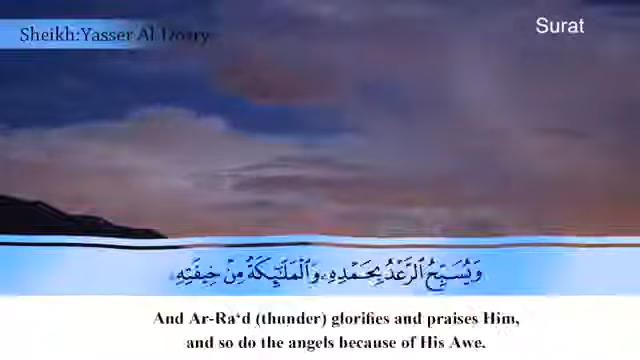 Sheikh:Yasser Al Dosry
Surat
وَيُسَبِّحُ الرَّعْدُ بِحَمْدِهِ وَالْمَلَٰئِكَةُ مِنْ خِيفَتِهِ
And Ar-Ra‘d (thunder) glorifies and praises Him,
and so do the angels because of His Awe.